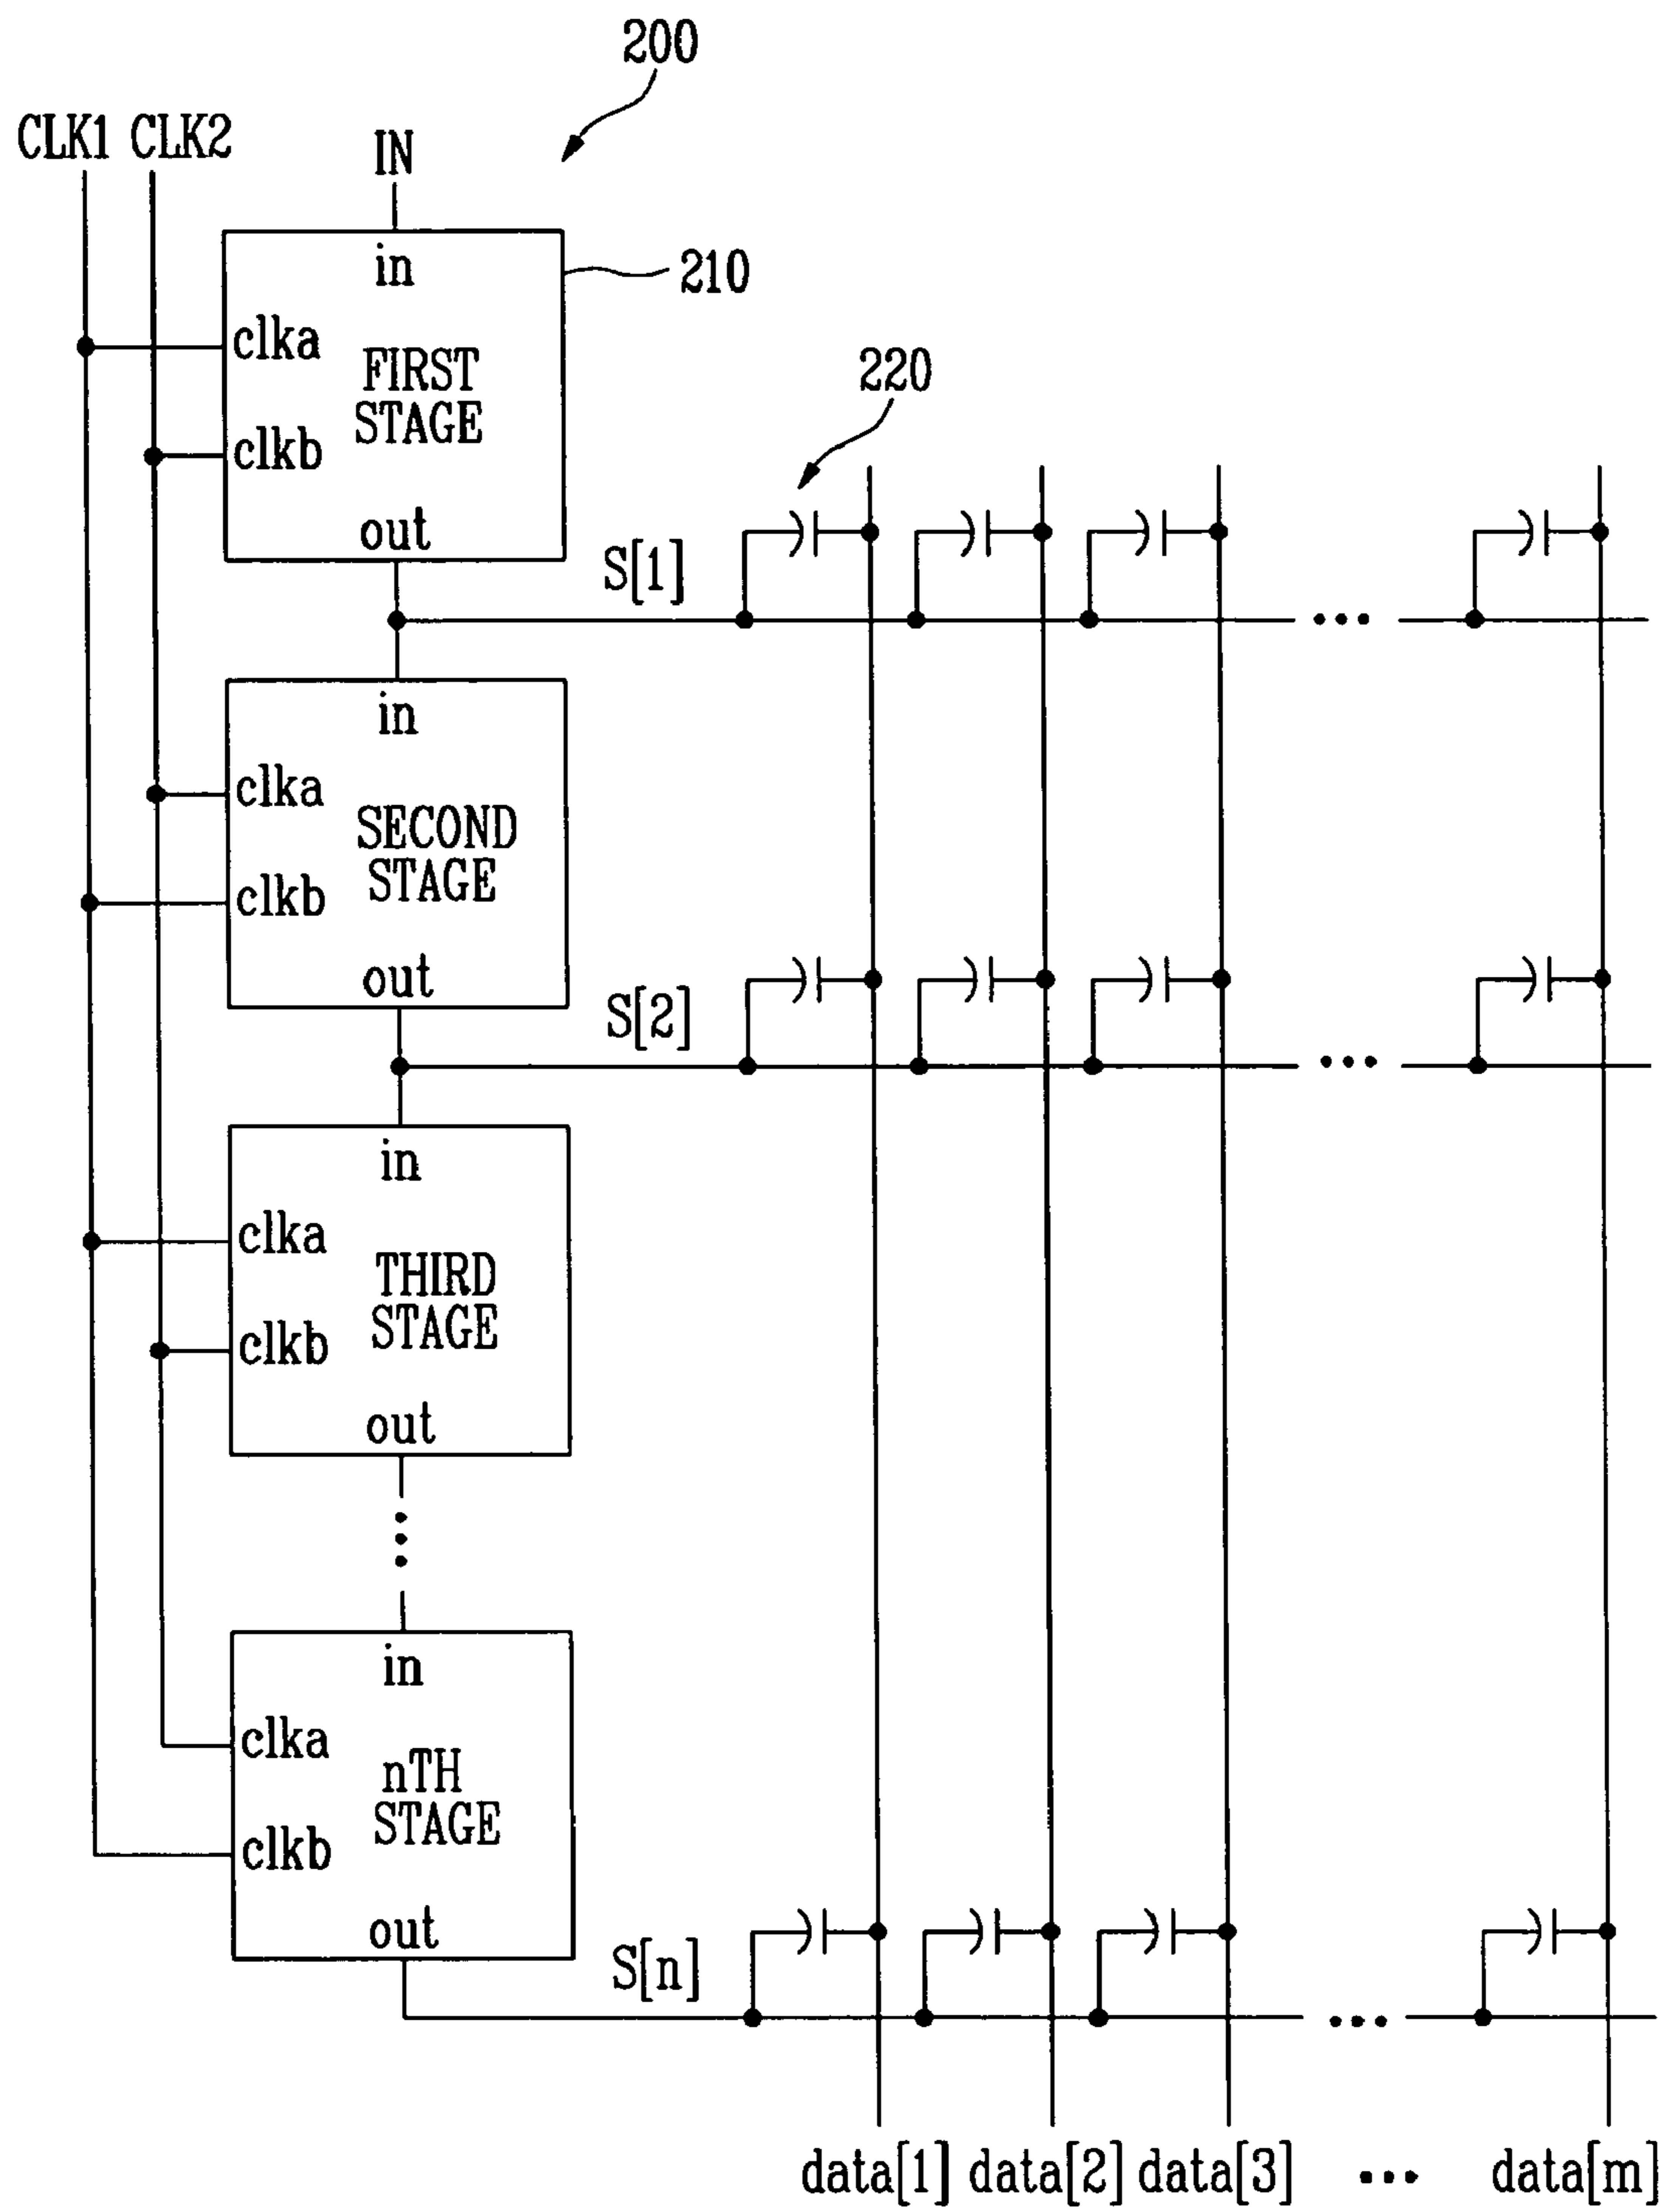 200
CLK1 CLK2 IN
in
210
clka
FIRST
STAGE
clkb
out
220
S[1]
...
in
clka
SECOND
STAGE
clkb
out
S[2]
...
in
clka
THIRD
STAGE
clkb
out
in
clka
nTH
STAGE
clkb
out
S[n]
...
data[1] data[2] data[3] ... data[m]